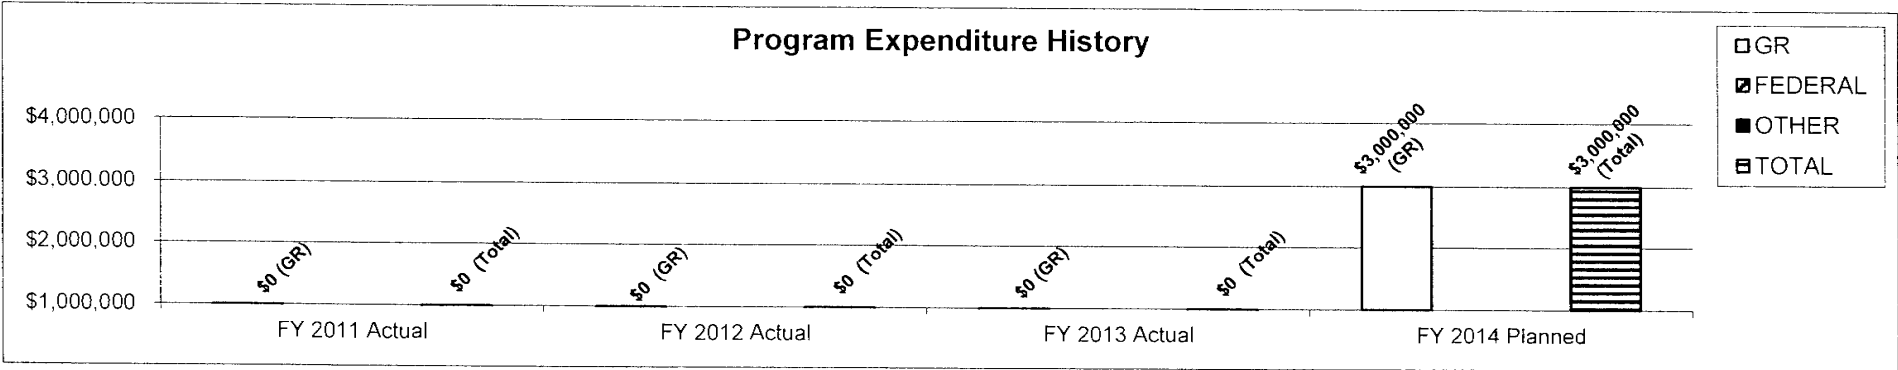 Program Expenditure History
GR
FEDERAL
OTHER
TOTAL
$4,000,000
$3,000.000
$2,000,000
$1,000,000
$0 (GR)
$0 (Total)
$0 (GR)
$0 (Total)
$0 (GR)
$0 (Total)
$3,000,000
(GR)
$3,000,000
(Total)
FY 2011 Actual
FY 2012 Actual
FY 2013 Actual
FY 2014 Planned